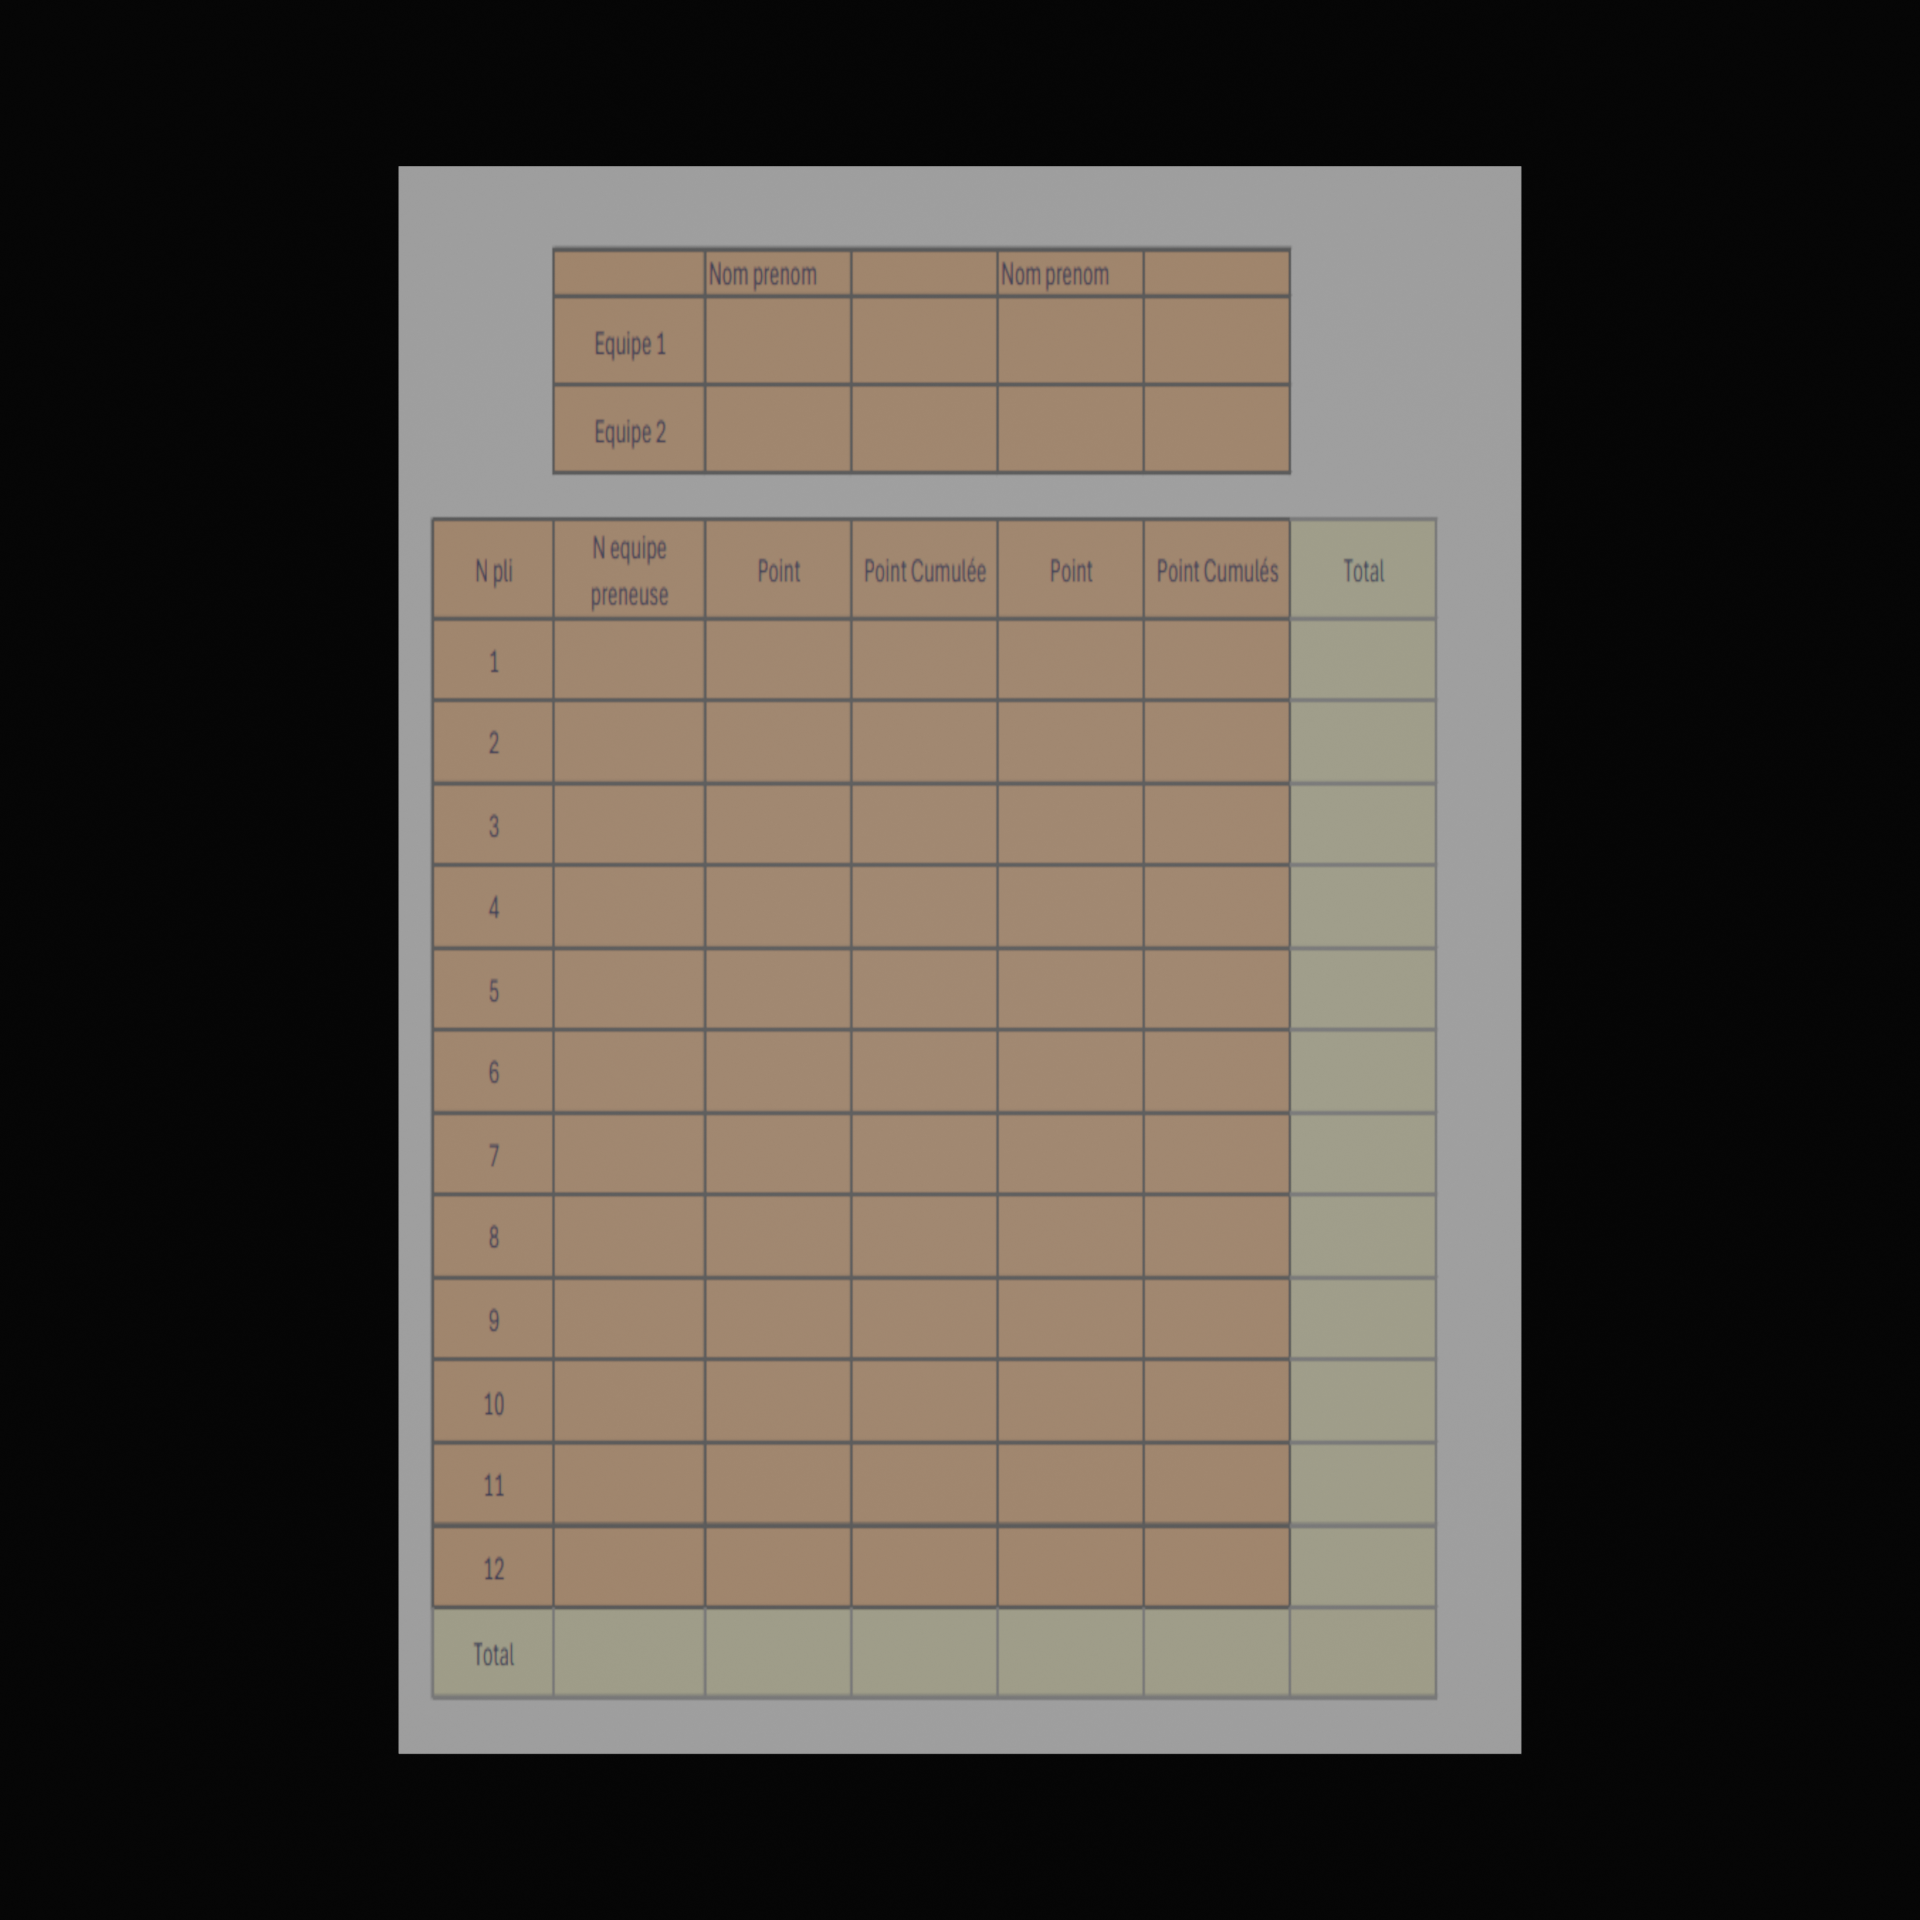 Nom prenom Nom prenom
Equipe 1
Equipe 2
N pli N equipe preneuse Point Point Cumulée Point Point Cumulés Total
1
2
3
4
5
6
7
8
9
10
11
12
Total